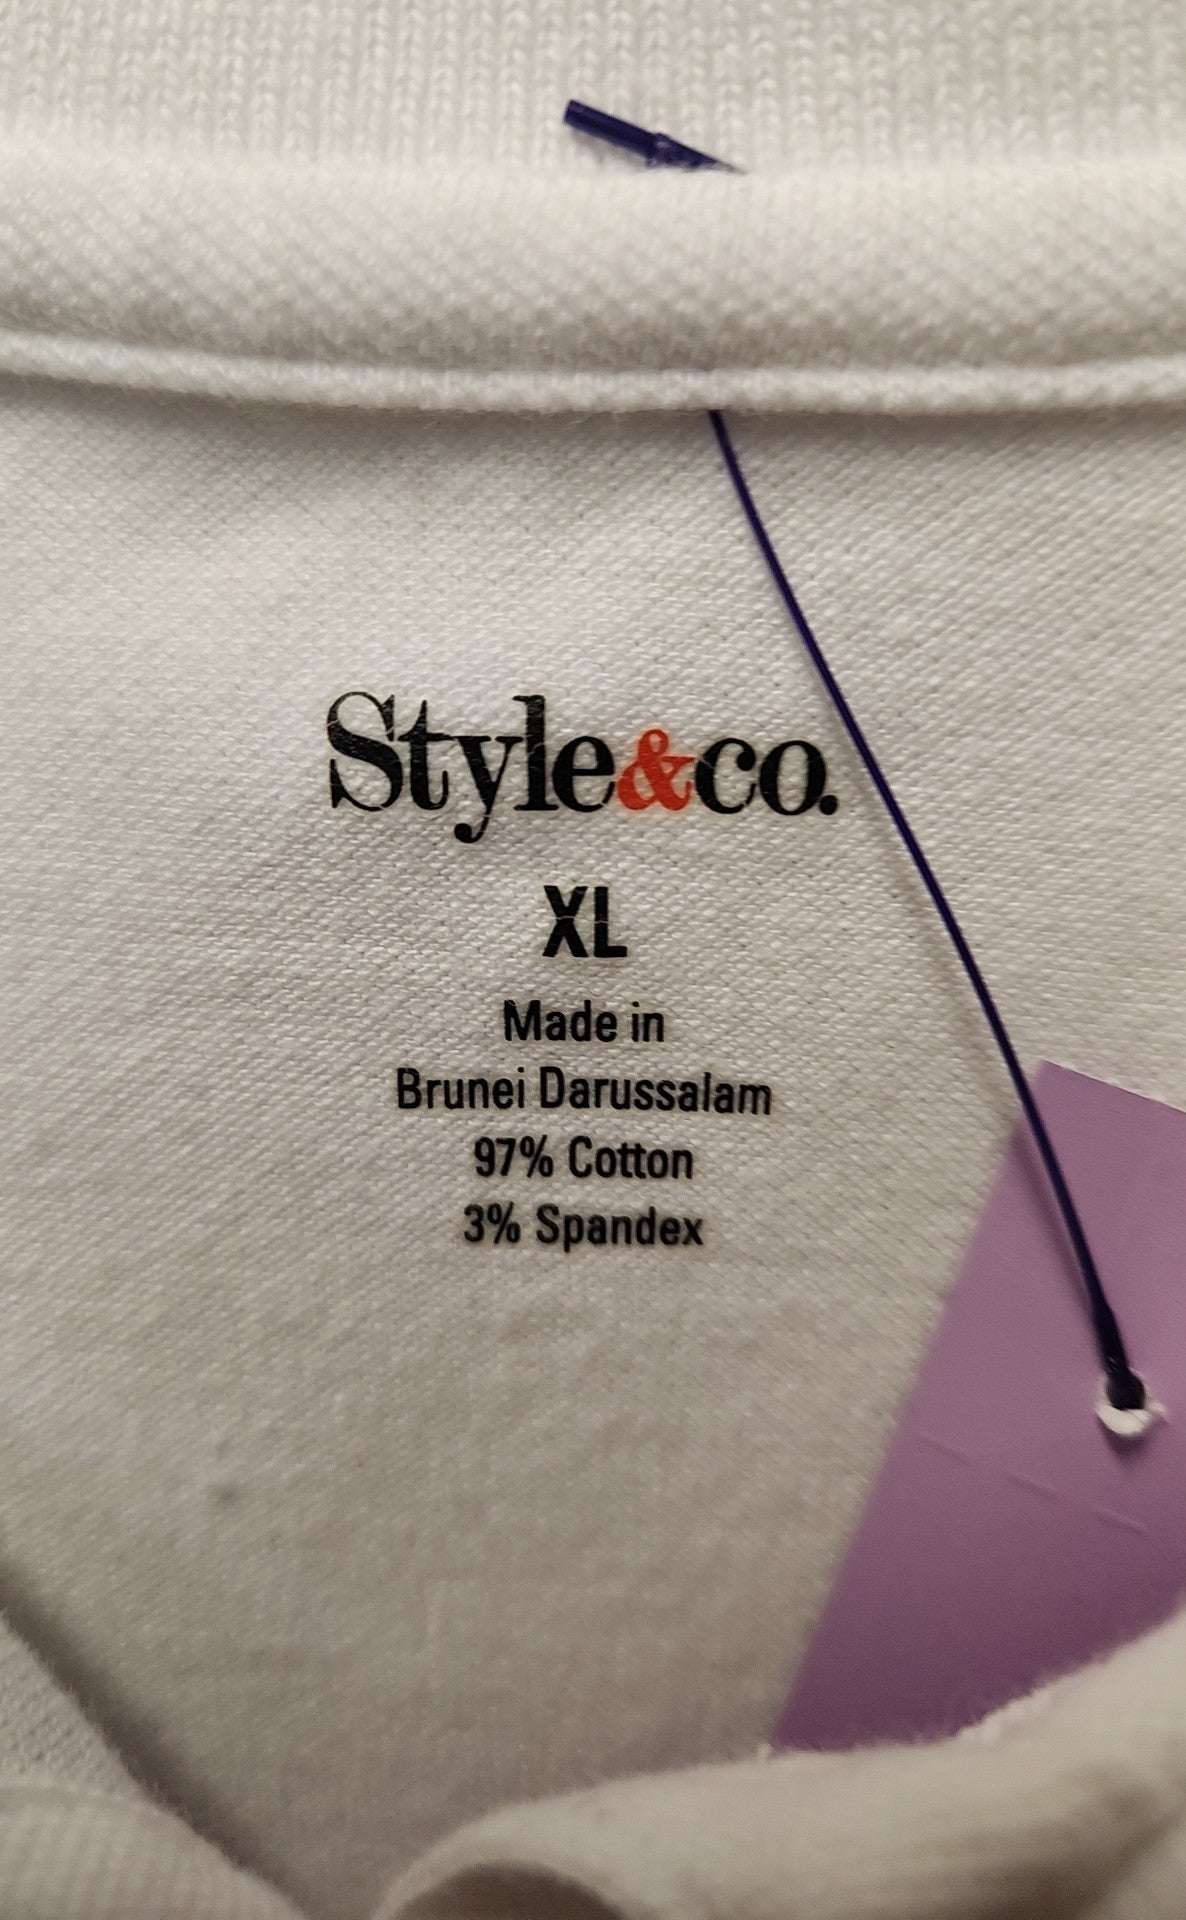 Style&co.
XL
Made in
Brunei Darussalam
97% Cotton
3% Spandex